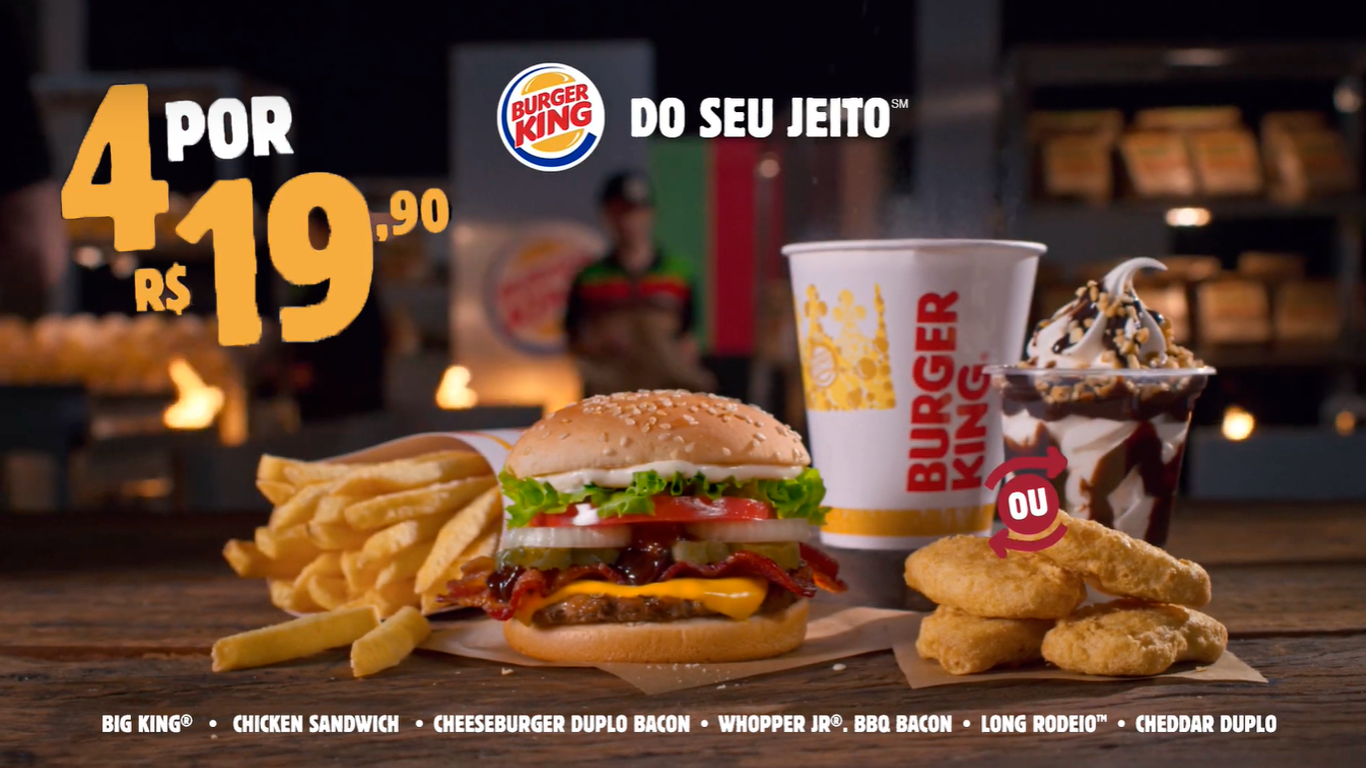 4 POR
R$ 19,90
BURGER
KING
DO SEU JEITO℠
BURGER
KING®
OU
BIG KING® • CHICKEN SANDWICH • CHEESEBURGER DUPLO BACON • WHOPPER JR®. BBQ BACON • LONG RODEIO™ • CHEDDAR DUPLO